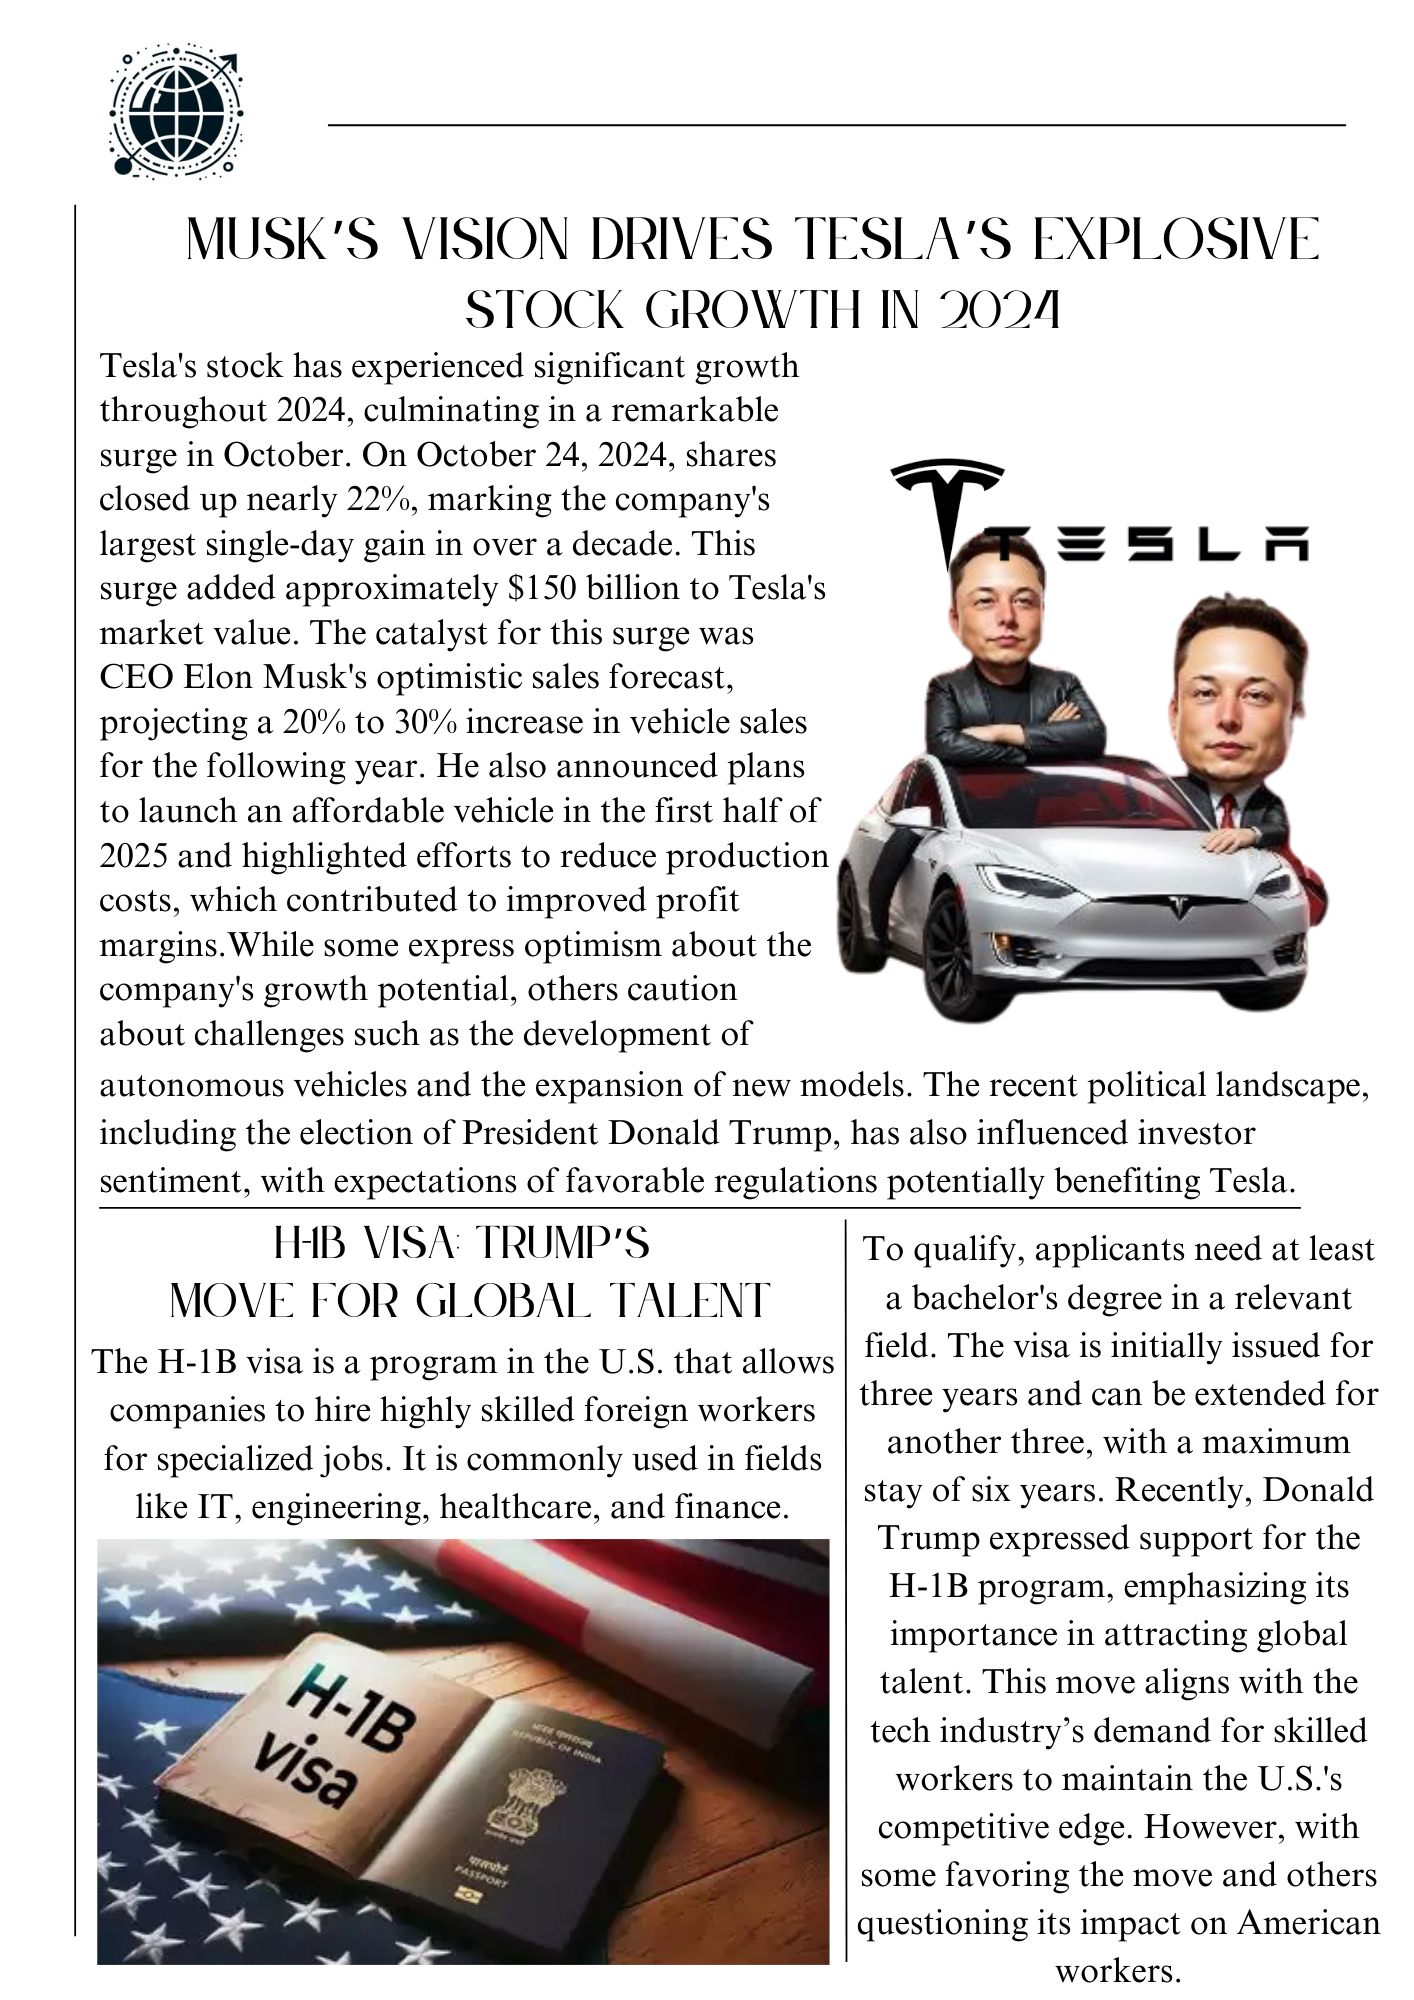 MUSK'S VISION DRIVES TESLA'S EXPLOSIVE
STOCK GROWTH IN 2024
Tesla's stock has experienced significant growth
throughout 2024, culminating in a remarkable
surge in October. On October 24, 2024, shares
closed up nearly 22%, marking the company's
largest single-day gain in over a decade. This
surge added approximately $150 billion to Tesla's
market value. The catalyst for this surge was
CEO Elon Musk's optimistic sales forecast,
projecting a 20% to 30% increase in vehicle sales
for the following year. He also announced plans
to launch an affordable vehicle in the first half of
2025 and highlighted efforts to reduce production
costs, which contributed to improved profit
margins.While some express optimism about the
company's growth potential, others caution
about challenges such as the development of
autonomous vehicles and the expansion of new models. The recent political landscape,
including the election of President Donald Trump, has also influenced investor
sentiment, with expectations of favorable regulations potentially benefiting Tesla.
TESLA
H-1B VISA: TRUMP'S
MOVE FOR GLOBAL TALENT
The H-1B visa is a program in the U.S. that allows
companies to hire highly skilled foreign workers
for specialized jobs. It is commonly used in fields
like IT, engineering, healthcare, and finance.
H-1B
visa
भारत गणराज्य
REPUBLIC OF INDIA
सत्यमेव जयते
पासपोर्ट
PASSPORT
To qualify, applicants need at least
a bachelor's degree in a relevant
field. The visa is initially issued for
three years and can be extended for
another three, with a maximum
stay of six years. Recently, Donald
Trump expressed support for the
H-1B program, emphasizing its
importance in attracting global
talent. This move aligns with the
tech industry’s demand for skilled
workers to maintain the U.S.'s
competitive edge. However, with
some favoring the move and others
questioning its impact on American
workers.